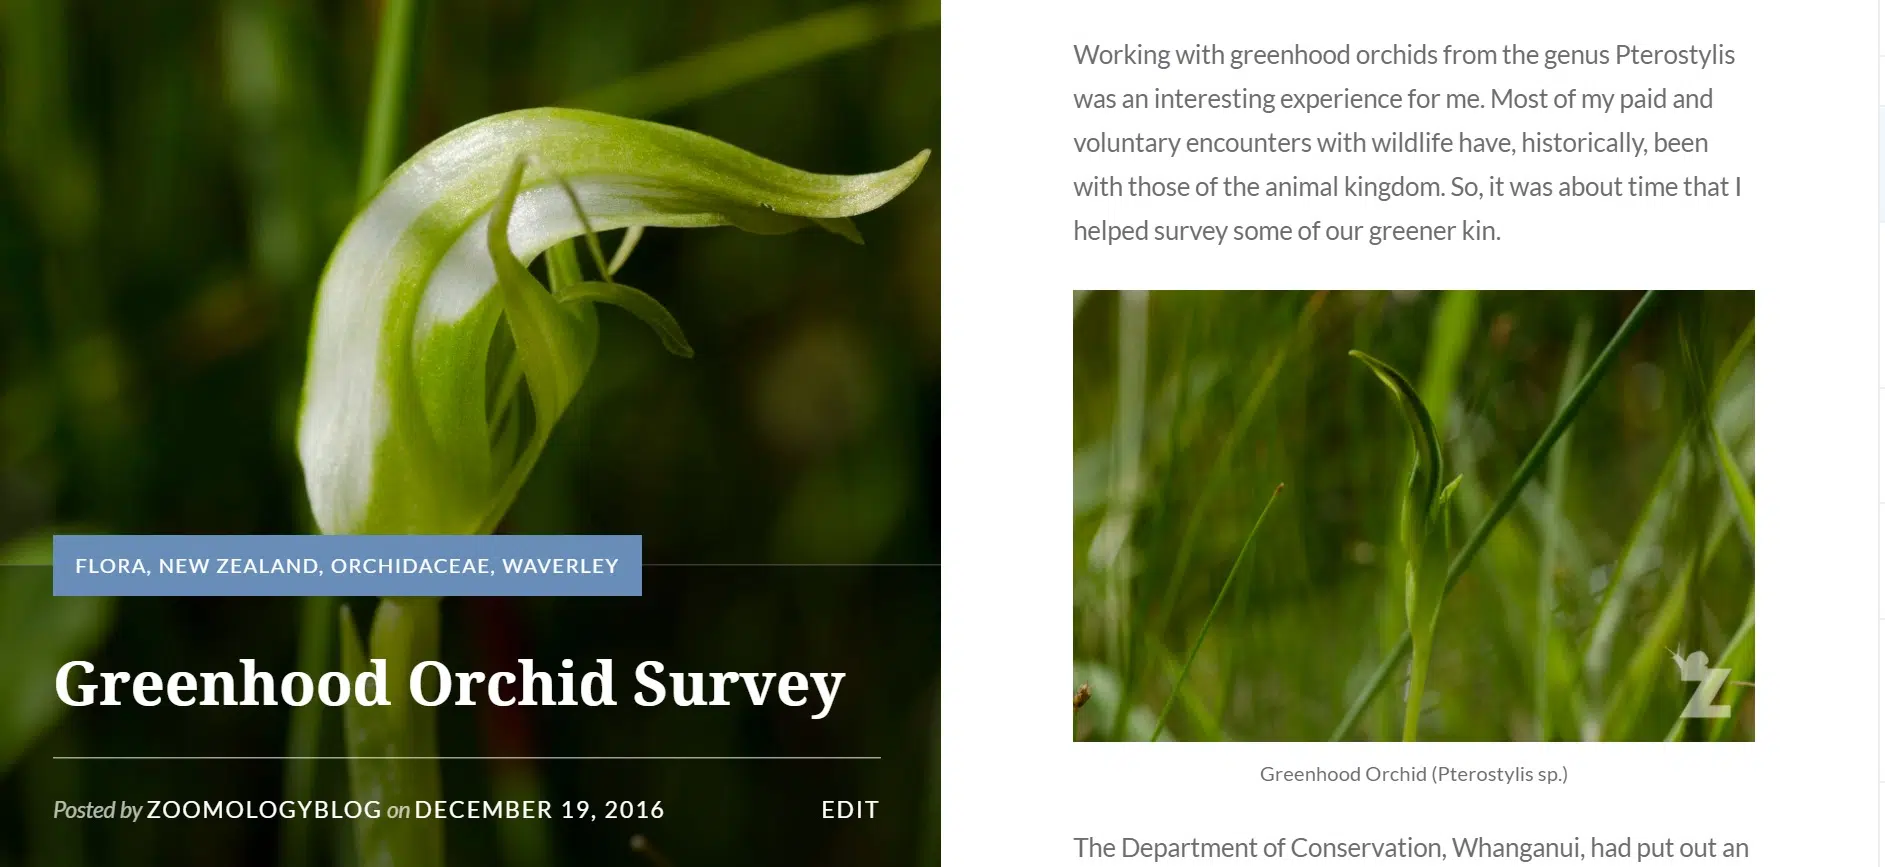 FLORA, NEW ZEALAND, ORCHIDACEAE, WAVERLEY
Greenhood Orchid Survey
Posted by ZOOMOLOGYBLOG on DECEMBER 19, 2016
EDIT
Working with greenhood orchids from the genus Pterostylis
was an interesting experience for me. Most of my paid and
voluntary encounters with wildlife have, historically, been
with those of the animal kingdom. So, it was about time that I
helped survey some of our greener kin.
Z
Greenhood Orchid (Pterostylis sp.)
The Department of Conservation, Whanganui, had put out an